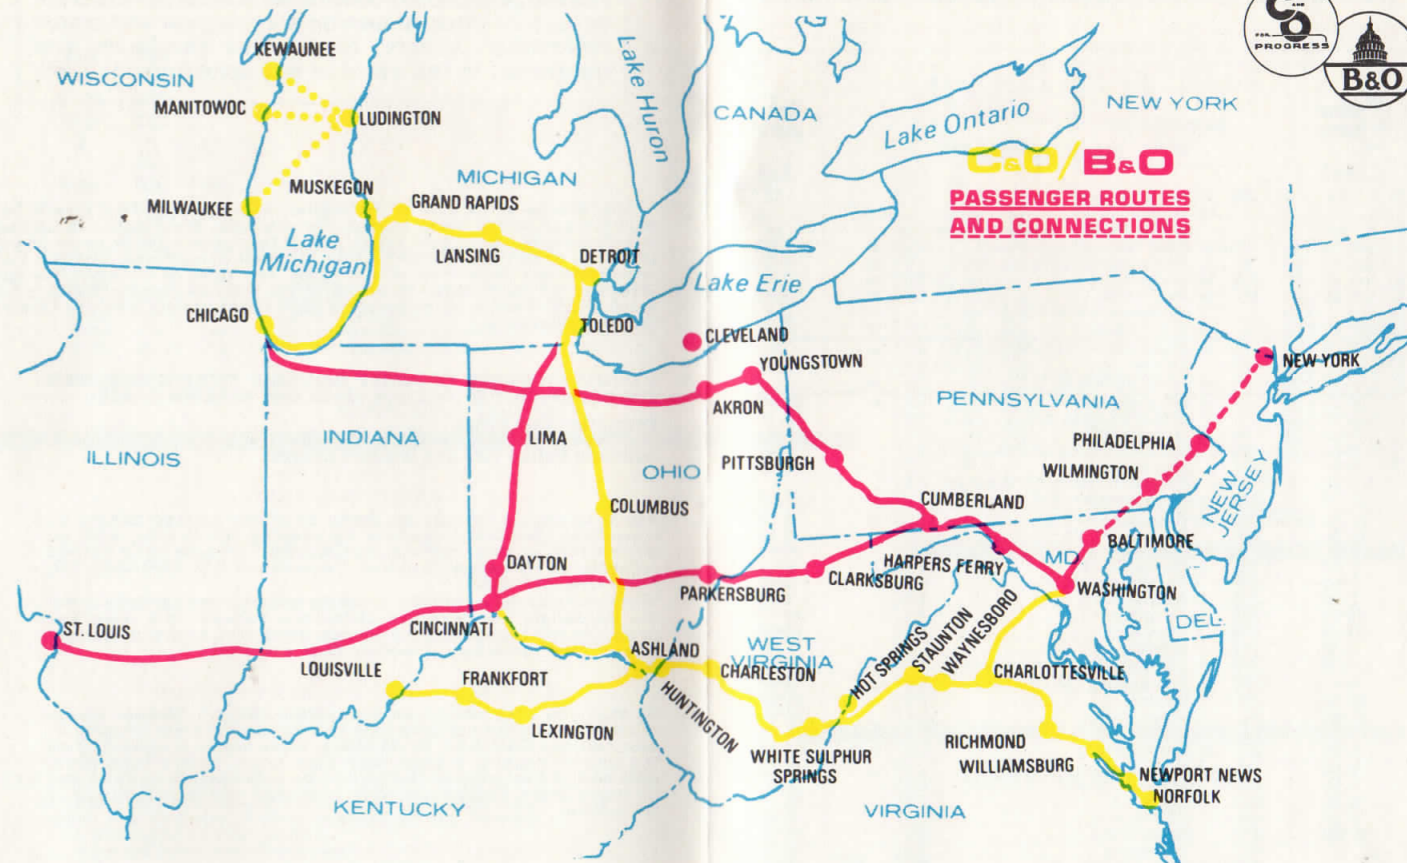 C&O
AND
FOR
PROGRESS
B&O
KEWAUNEE
WISCONSIN
MANITOWOC
LUDINGTON
Lake Huron
CANADA
Lake Ontario
NEW YORK
C&O/B&O
PASSENGER ROUTES
AND CONNECTIONS
MICHIGAN
MUSKEGON
MILWAUKEE
GRAND RAPIDS
Lake
Michigan
LANSING
DETROIT
Lake Erie
CHICAGO
TOLEDO
CLEVELAND
YOUNGSTOWN
NEW YORK
AKRON
PENNSYLVANIA
INDIANA
LIMA
ILLINOIS
OHIO
PITTSBURGH
PHILADELPHIA
WILMINGTON
NEW
JERSEY
COLUMBUS
CUMBERLAND
BALTIMORE
MD
HARPERS FERRY
DAYTON
CLARKSBURG
PARKERSBURG
WASHINGTON
CINCINNATI
ST. LOUIS
DEL.
ASHLAND
WEST
VIRGINIA
HOT SPRINGS
STAUNTON
WAYNESBORO
LOUISVILLE
FRANKFORT
CHARLESTON
CHARLOTTESVILLE
LEXINGTON
HUNTINGTON
WHITE SULPHUR
SPRINGS
RICHMOND
WILLIAMSBURG
NEWPORT NEWS
NORFOLK
KENTUCKY
VIRGINIA